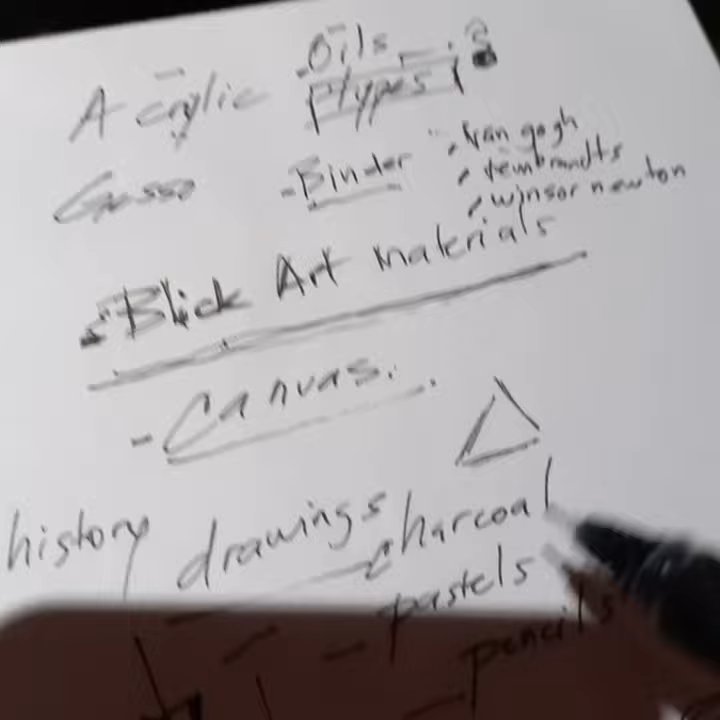 Oils
Acrylic types?
- Binder
van gogh
rembrandts
winsor newton
Gesso
Blick Art materials
- Canvas.
history drawings charcoal
pastels
pencils